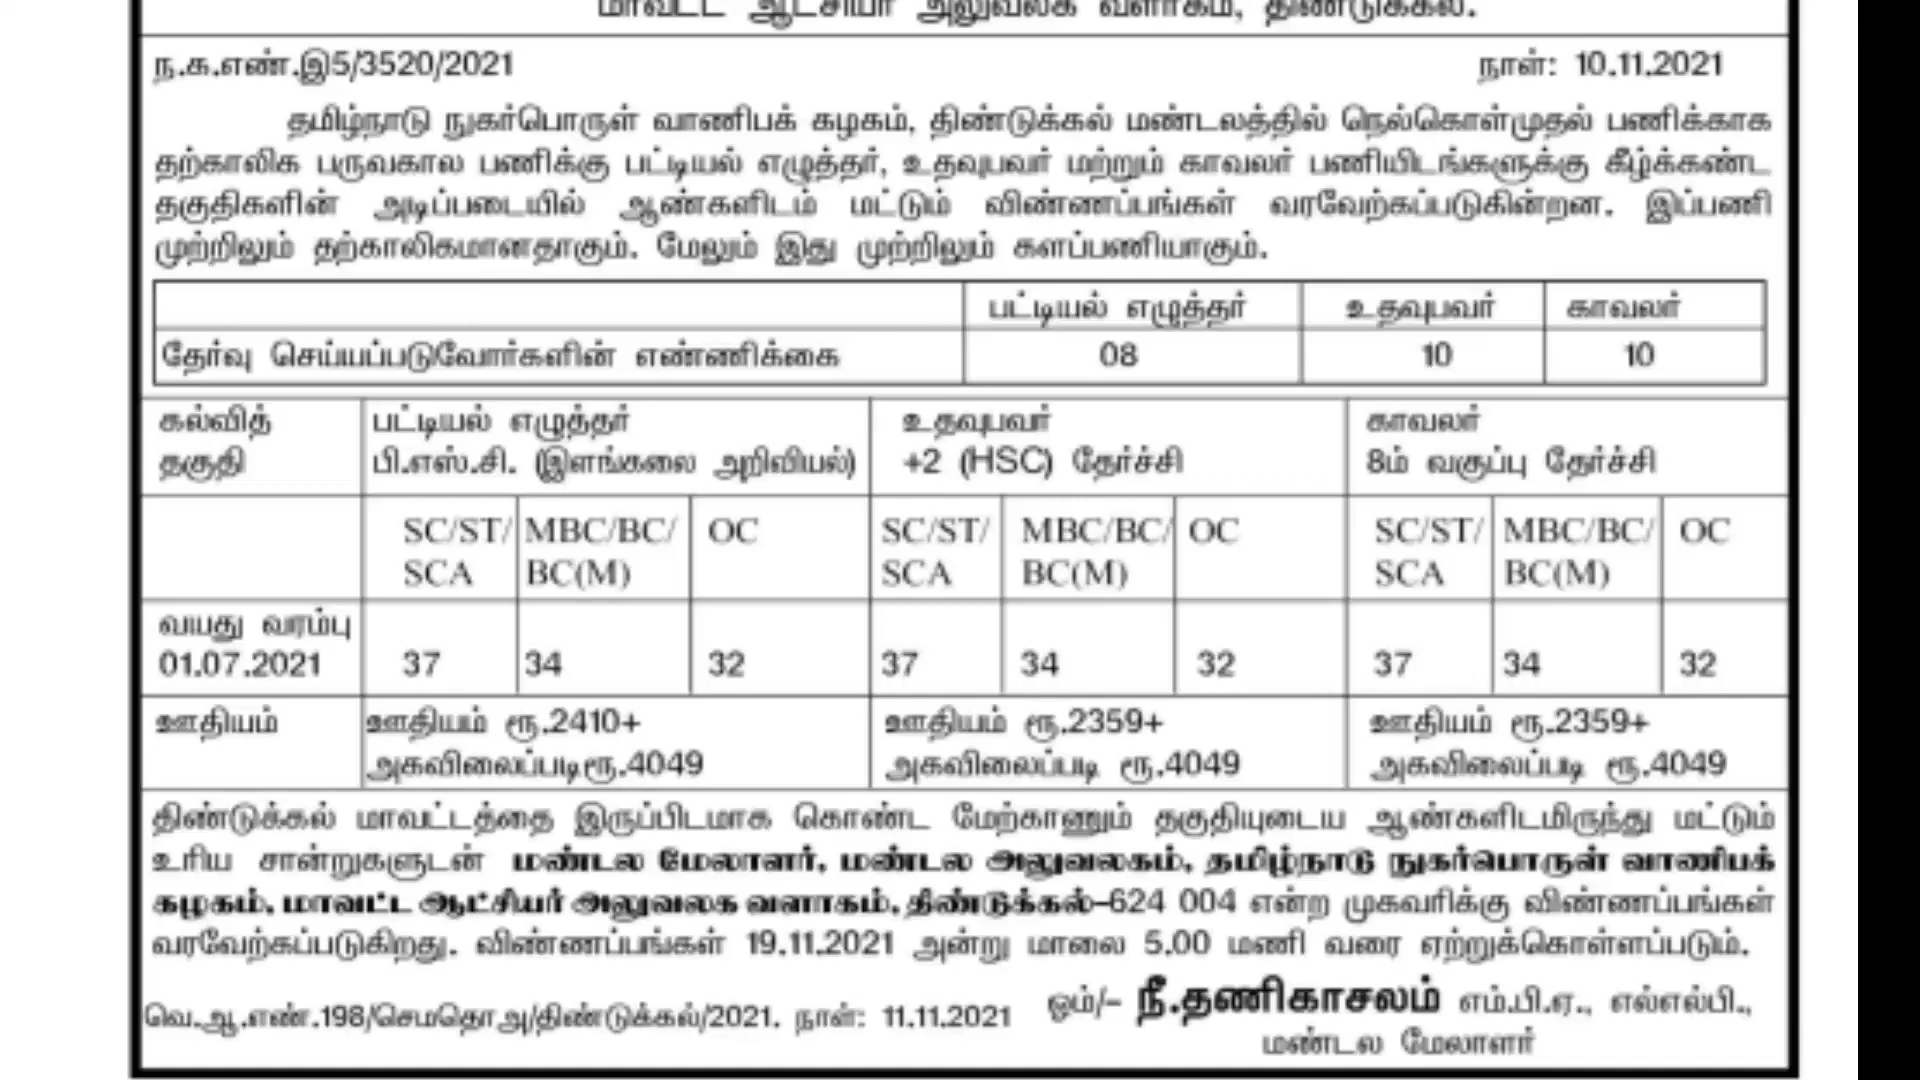 மாவட்ட ஆட்சியர் அலுவலக வளாகம், திண்டுக்கல்.
ந.க.எண்.இ5/3520/2021 நாள்: 10.11.2021
தமிழ்நாடு நுகர்பொருள் வாணிபக் கழகம், திண்டுக்கல் மண்டலத்தில் நெல்கொள்முதல் பணிக்காக
தற்காலிக பருவகால பணிக்கு பட்டியல் எழுத்தர், உதவுபவர் மற்றும் காவலர் பணியிடங்களுக்கு கீழ்க்கண்ட
தகுதிகளின் அடிப்படையில் ஆண்களிடம் மட்டும் விண்ணப்பங்கள் வரவேற்கப்படுகின்றன. இப்பணி
முற்றிலும் தற்காலிகமானதாகும். மேலும் இது முற்றிலும் களப்பணியாகும்.
பட்டியல் எழுத்தர் உதவுபவர் காவலர்
தேர்வு செய்யப்படுவோர்களின் எண்ணிக்கை 08 10 10
கல்வித் பட்டியல் எழுத்தர் உதவுபவர் காவலர்
தகுதி பி.எஸ்.சி. (இளங்கலை அறிவியல்) +2 (HSC) தேர்ச்சி 8ம் வகுப்பு தேர்ச்சி
SC/ST/ MBC/BC/ OC SC/ST/ MBC/BC/ OC SC/ST/ MBC/BC/ OC
SCA BC(M) SCA BC(M) SCA BC(M)
வயது வரம்பு
01.07.2021 37 34 32 37 34 32 37 34 32
ஊதியம் ஊதியம் ரூ.2410+ ஊதியம் ரூ.2359+ ஊதியம் ரூ.2359+
அகவிலைப்படிரூ.4049 அகவிலைப்படி ரூ.4049 அகவிலைப்படி ரூ.4049
திண்டுக்கல் மாவட்டத்தை இருப்பிடமாக கொண்ட மேற்காணும் தகுதியுடைய ஆண்களிடமிருந்து மட்டும்
உரிய சான்றுகளுடன் மண்டல மேலாளர், மண்டல அலுவலகம், தமிழ்நாடு நுகர்பொருள் வாணிபக்
கழகம், மாவட்ட ஆட்சியர் அலுவலக வளாகம், திண்டுக்கல்–624 004 என்ற முகவரிக்கு விண்ணப்பங்கள்
வரவேற்கப்படுகிறது. விண்ணப்பங்கள் 19.11.2021 அன்று மாலை 5.00 மணி வரை ஏற்றுக்கொள்ளப்படும்.
ஓம்/– நீ.தணிகாசலம் எம்.பி.ஏ., எல்எல்பி.,
வெ.ஆ.எண்.198/செமதொஅ/திண்டுக்கல்/2021. நாள்: 11.11.2021
மண்டல மேலாளர்